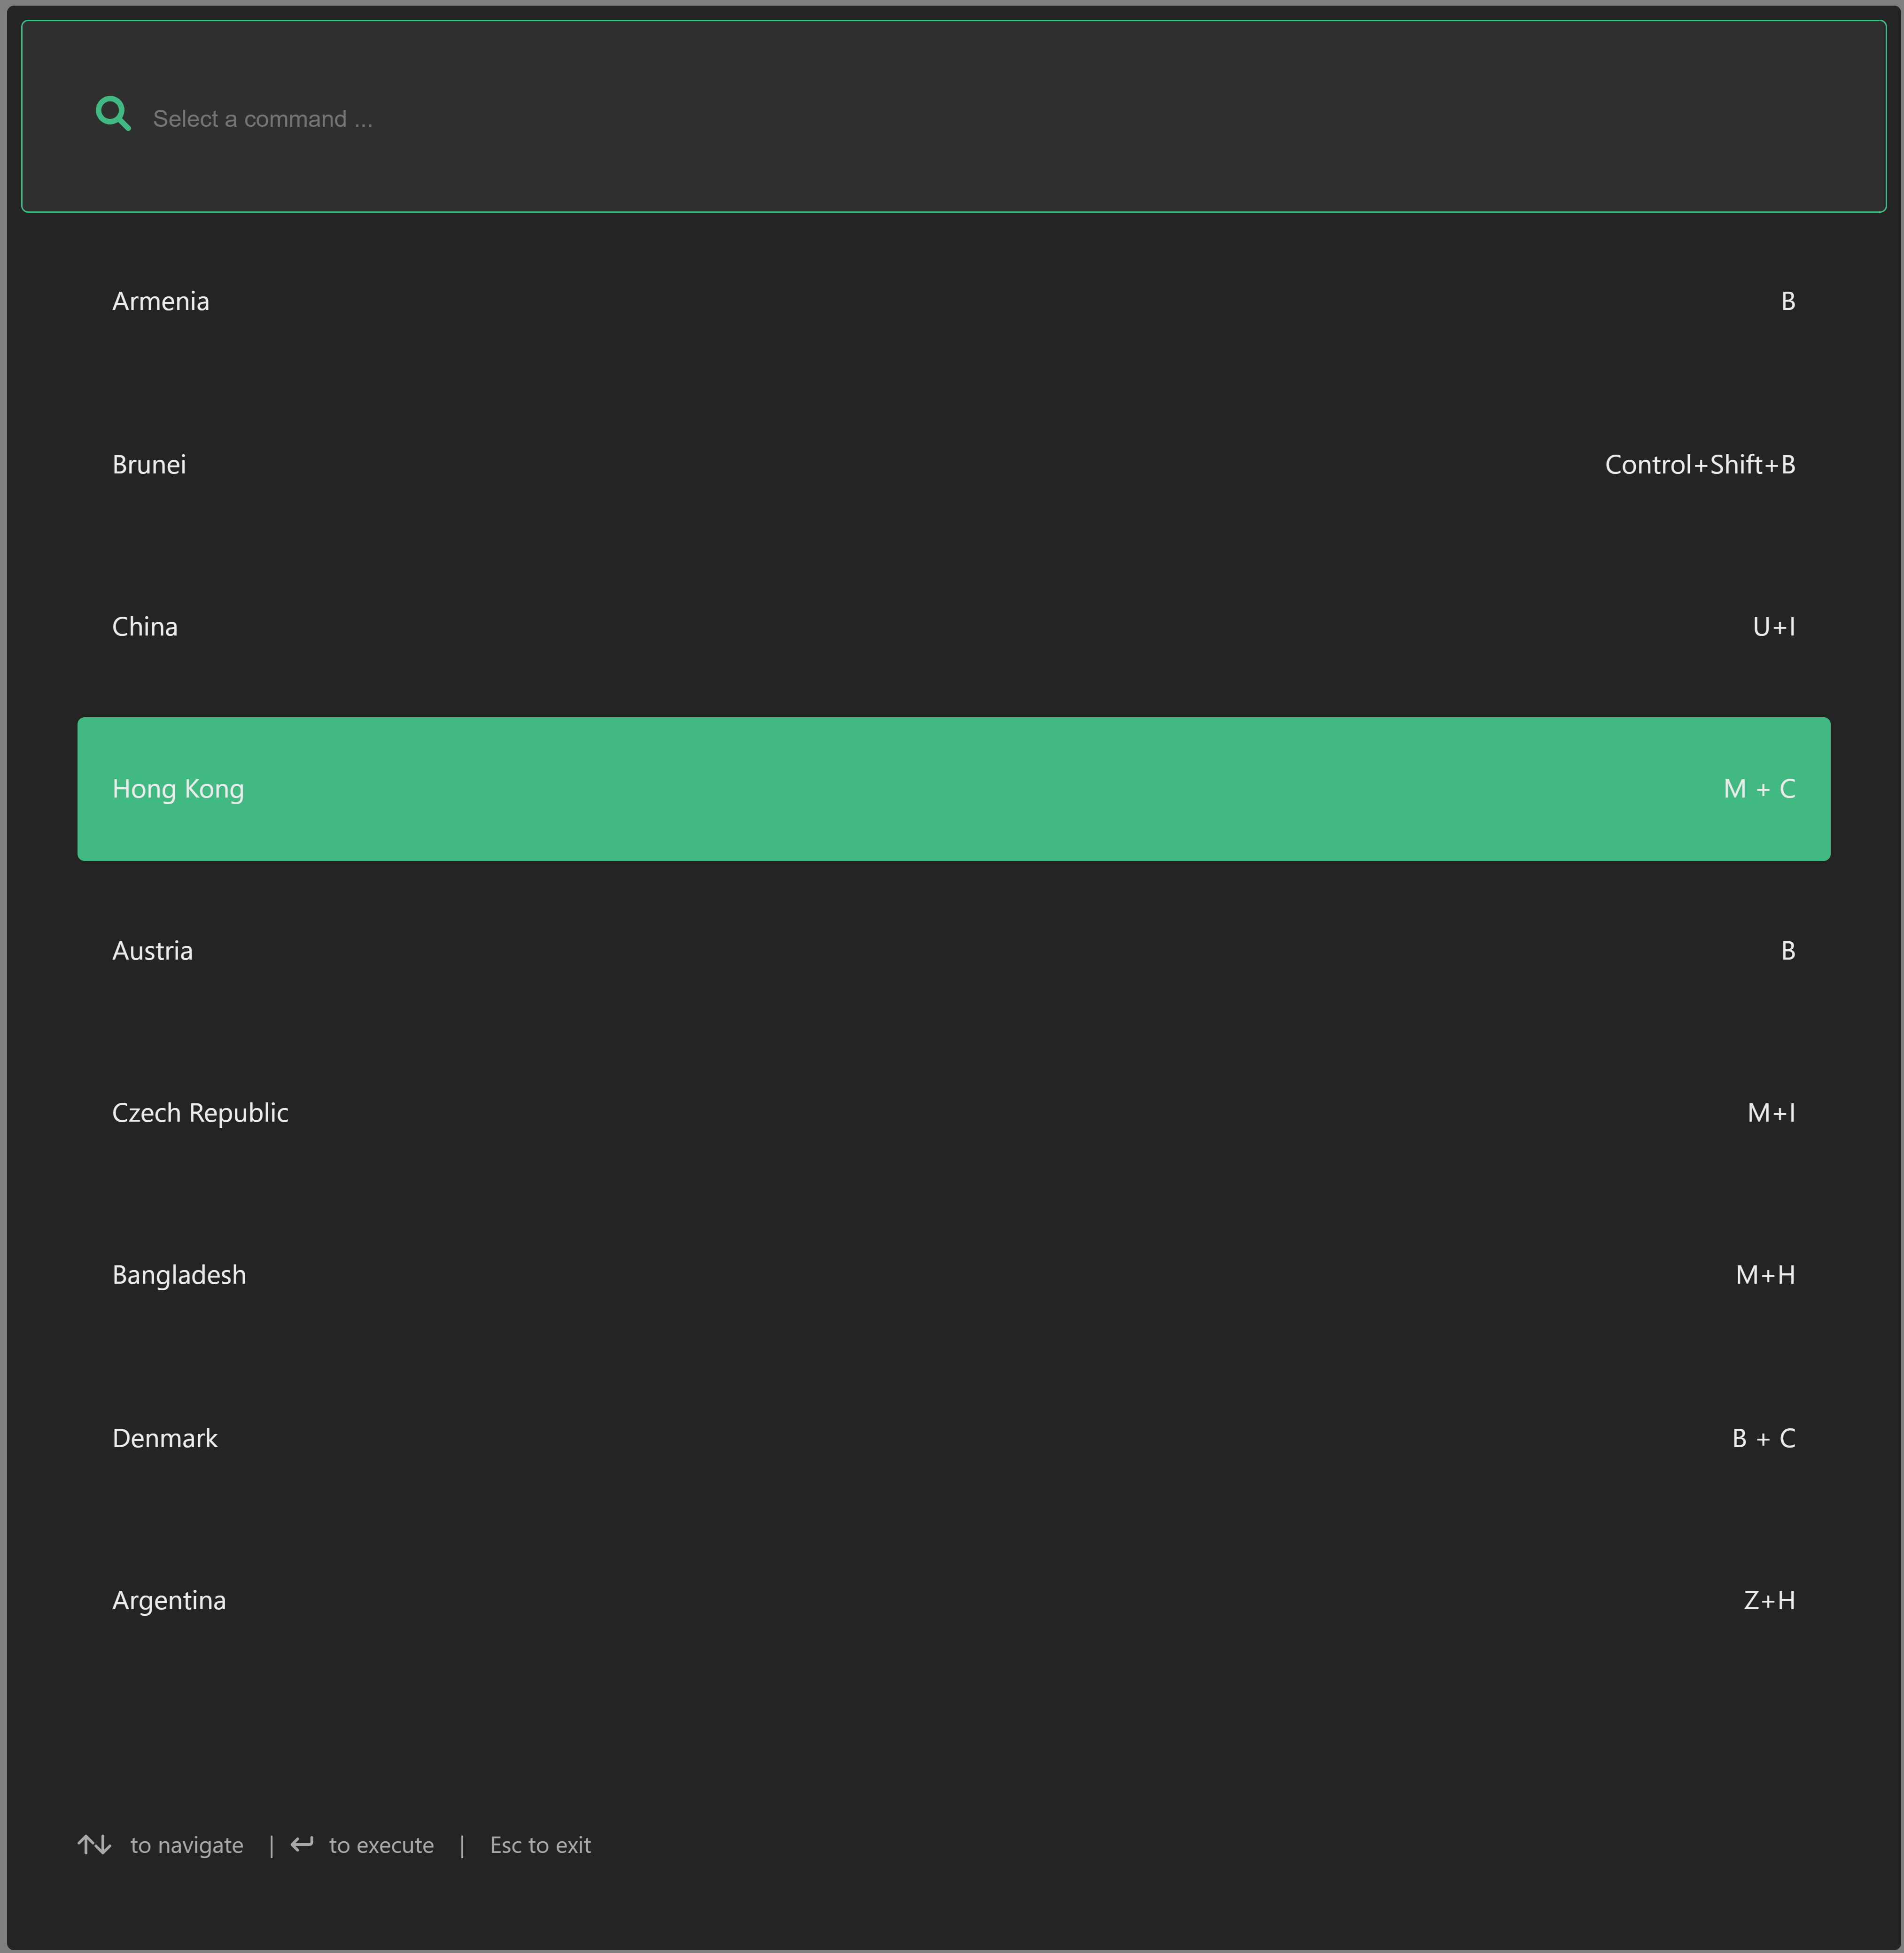 Select a command ...
Armenia B
Brunei Control+Shift+B
China U+I
Hong Kong M + C
Austria B
Czech Republic M+I
Bangladesh M+H
Denmark B + C
Argentina Z+H
to navigate | to execute | Esc to exit